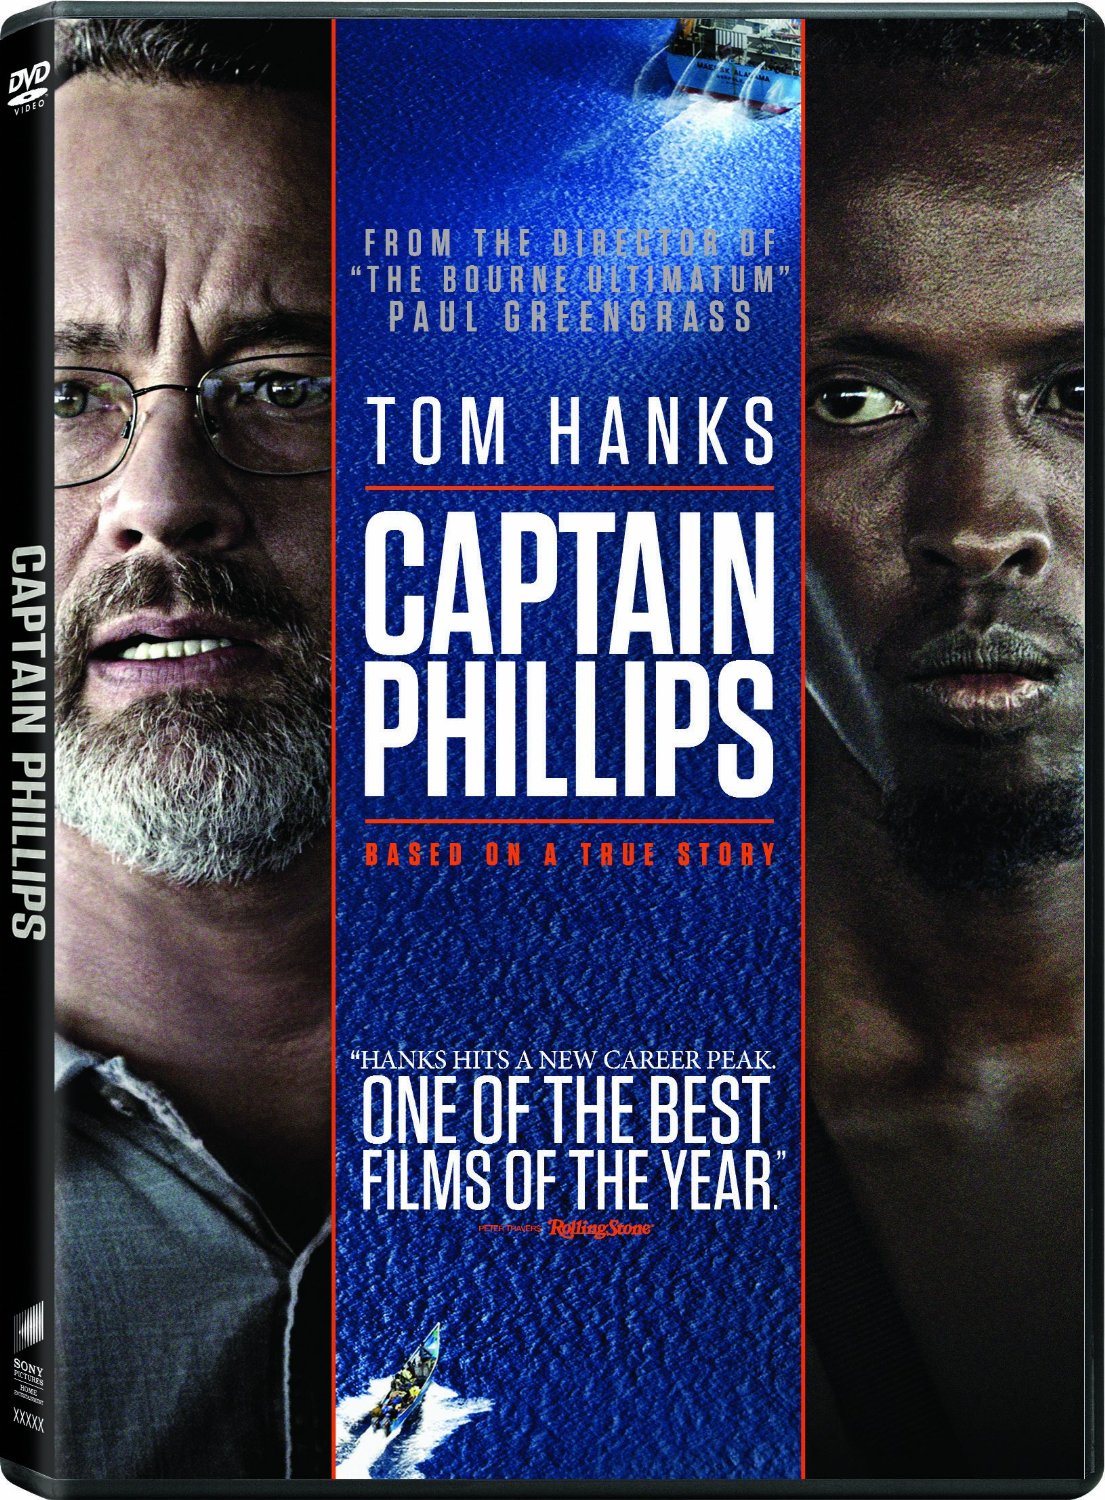 DVD
VIDEO
CAPTAIN PHILLIPS
SONY
PICTURES
HOME
ENTERTAINMENT
XXXXX
MAERSK ALABAMA
FROM THE DIRECTOR OF
“THE BOURNE ULTIMATUM”
PAUL GREENGRASS
TOM HANKS
CAPTAIN
PHILLIPS
BASED ON A TRUE STORY
“HANKS HITS A NEW CAREER PEAK.
ONE OF THE BEST
FILMS OF THE YEAR.”
PETER TRAVERS, RollingStone